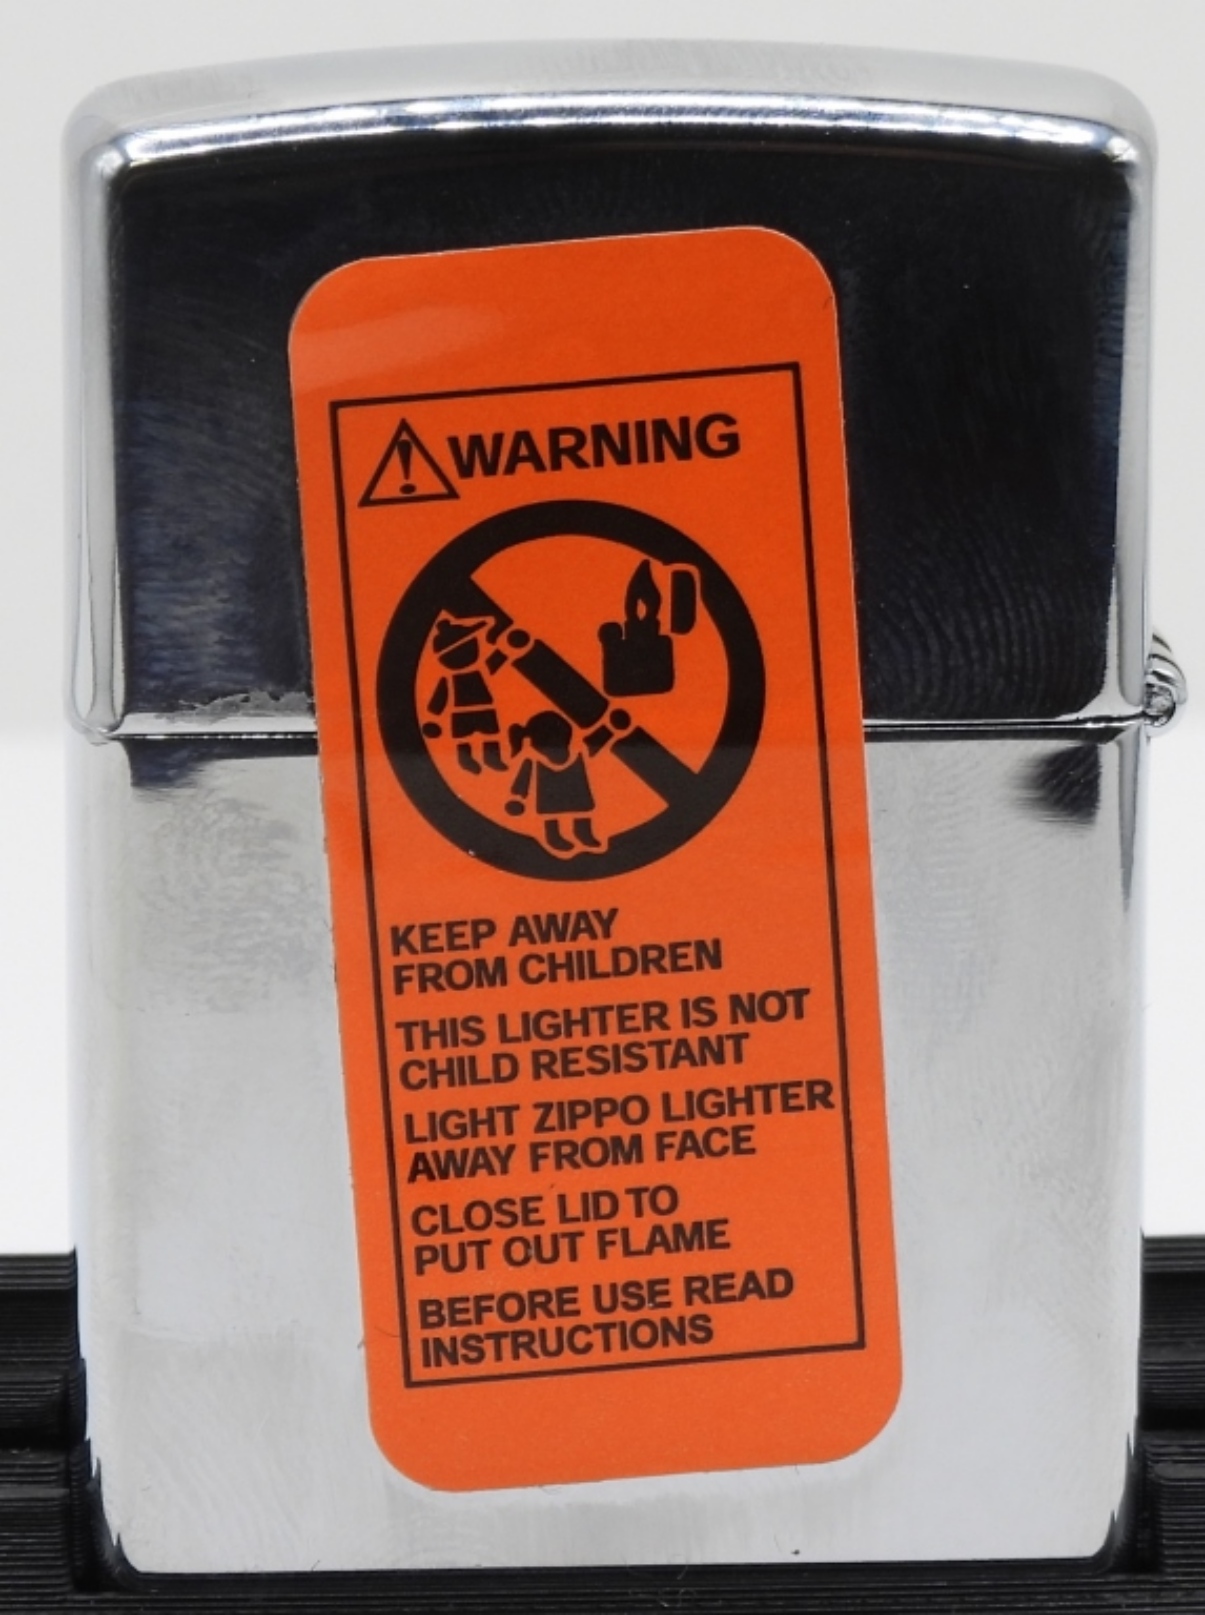 WARNING
KEEP AWAY
FROM CHILDREN
THIS LIGHTER IS NOT
CHILD RESISTANT
LIGHT ZIPPO LIGHTER
AWAY FROM FACE
CLOSE LID TO
PUT OUT FLAME
BEFORE USE READ
INSTRUCTIONS